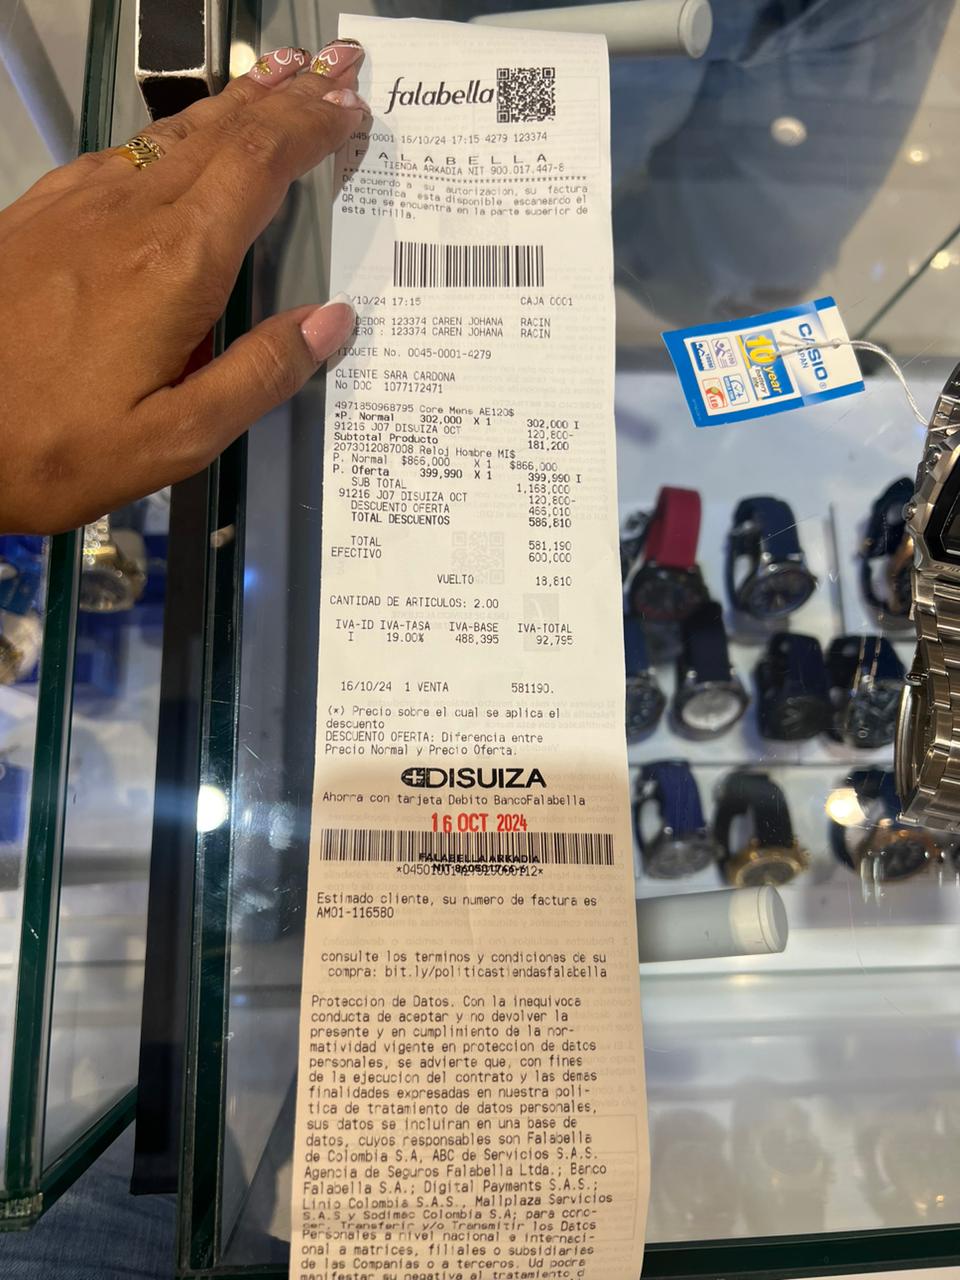 falabella
045/0001 16/10/24 17:15 4279 123374
F A L A B E L L A
TIENDA ARKADIA NIT 900.017.447-8
****************************************
De acuerdo a su autorizacion, su factura
electronica esta disponible escaneando el
QR que se encuentra en la parte superior de
esta tirilla.
/10/24 17:15 CAJA 0001
DEDOR 123374 CAREN JOHANA RACIN
ERO : 123374 CAREN JOHANA RACIN
TIQUETE No. 0045-0001-4279
CLIENTE SARA CARDONA
No DOC 1077172471
4971850968795 Core Mens AE120$
*P. Normal 302,000 X 1 302,000 I
91216 J07 DISUIZA OCT 120,800-
Subtotal Producto 181,200
2073012087008 Reloj Hombre MI$
P. Normal $866,000 X 1 $866,000
P. Oferta 399,990 X 1 399,990 I
SUB TOTAL 1,168,000
91216 J07 DISUIZA OCT 120,800-
DESCUENTO OFERTA 466,010
TOTAL DESCUENTOS 586,810
TOTAL 581,190
EFECTIVO 600,000
VUELTO 18,810
CANTIDAD DE ARTICULOS: 2.00
IVA-ID IVA-TASA IVA-BASE IVA-TOTAL
I 19.00% 488,395 92,795
16/10/24 1 VENTA 581190.
(*) Precio sobre el cual se aplica el
descuento
DESCUENTO OFERTA: Diferencia entre
Precio Normal y Precio Oferta.
DISUIZA
Ahorra con tarjeta Debito BancoFalabella
16 OCT 2024
FALABELLA ARKADIA
Estimado cliente, su numero de factura es
AM01-116580
consulte los terminos y condiciones de su
compra: bit.ly/politicastiendasfalabella
Proteccion de Datos. Con la inequivoca
conducta de aceptar y no devolver la
presente y en cumplimiento de la nor-
matividad vigente en proteccion de datos
personales, se advierte que, con fines
de la ejecucion del contrato y las demas
finalidades expresadas en nuestra poli-
tica de tratamiento de datos personales,
sus datos se incluiran en una base de
datos, cuyos responsables son Falabella
de Colombia S.A, ABC de Servicios S.A.S.
Agencia de Seguros Falabella Ltda.; Banco
Falabella S.A.; Digital Payments S.A.S.;
Linio Colombia S.A.S., Mallplaza Servicios
S.A.S y Sodimac Colombia S.A; para cono-
cer, Transferir y/o Transmitir los Datos
Personales a nivel nacional e internaci-
onal a matrices, filiales o subsidiarias
de las Companias o a terceros. Ud podra
manifestar su negativa al tratamiento d
CASIO
JAPAN
10 year
battery
life
LED